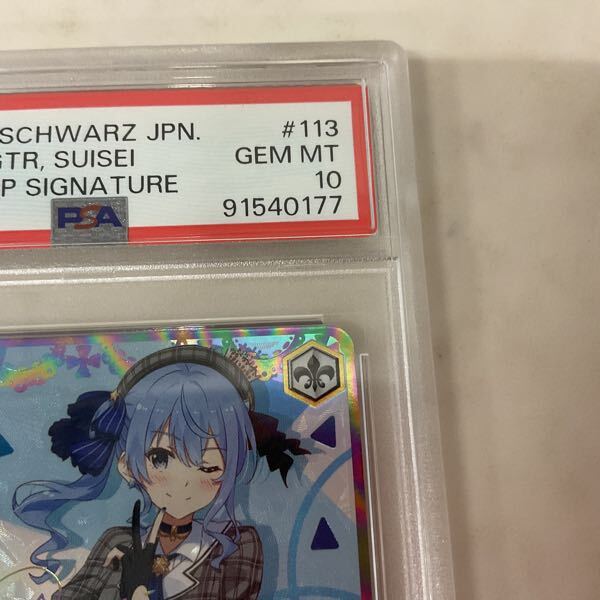 SCHWARZ JPN. #113
GTR, SUISEI GEM MT
P SIGNATURE 10
PSA 91540177